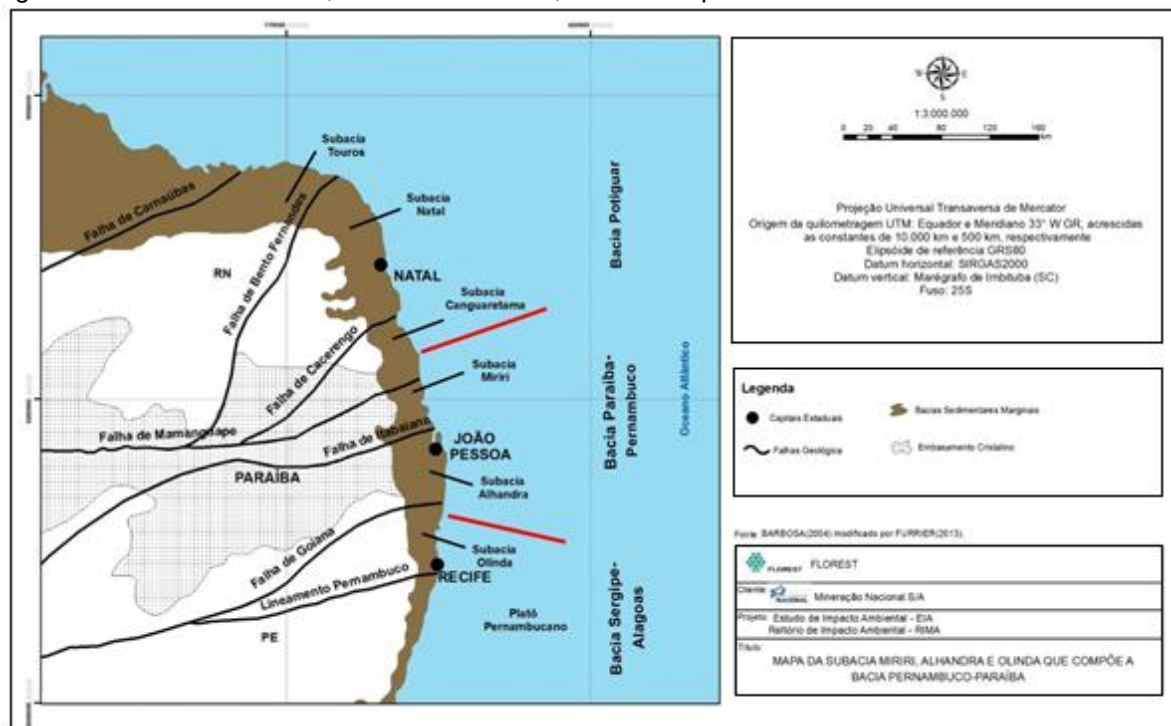 Subacia
Touros
Falha de Carnaúbas
Falha de Bento Fernandes
Subacia
Natal
RN
NATAL
Subacia
Canguaretama
Falha de Cacerengo
Subacia
Miriri
Falha de Mamanguape
Falha de Itabaiana
JOÃO
PESSOA
PARAÍBA
Subacia
Alhandra
Falha de Goiana
Subacia
Olinda
RECIFE
Lineamento Pernambuco
PE
Platô
Pernambucano
Bacia Potiguar
Bacia Paraíba-
Pernambuco
Bacia Sergipe-
Alagoas
Oceano Atlântico
W E
S
1:3.000.000
0 20 40 80 120 160
km
Projeção Universal Transaversa de Mercator
Origem da quilometragem UTM: Equador e Meridiano 33° W GR, acrescidas
as constantes de 10.000 km e 500 km, respectivamente
Elipsóide de referência:GRS80
Datum horizontal: SIRGAS2000
Datum vertical: Marégrafo de Imbituba (SC)
Fuso: 25S
Legenda
Capitais Estaduais
Bacias Sedimentares Marginais
Falhas Geológica
Embasamento Cristalino
Fonte: BARBOSA(2004) modificado por FURRIER(2013).
FLOREST FLOREST
Cliente: NACIONAL Mineração Nacional S/A
Projeto: Estudo de Impacto Ambiental - EIA
Relitório de Impacto Ambiental - RIMA
Título:
MAPA DA SUBACIA MIRIRI, ALHANDRA E OLINDA QUE COMPÕE A
BACIA PERNAMBUCO-PARAÍBA